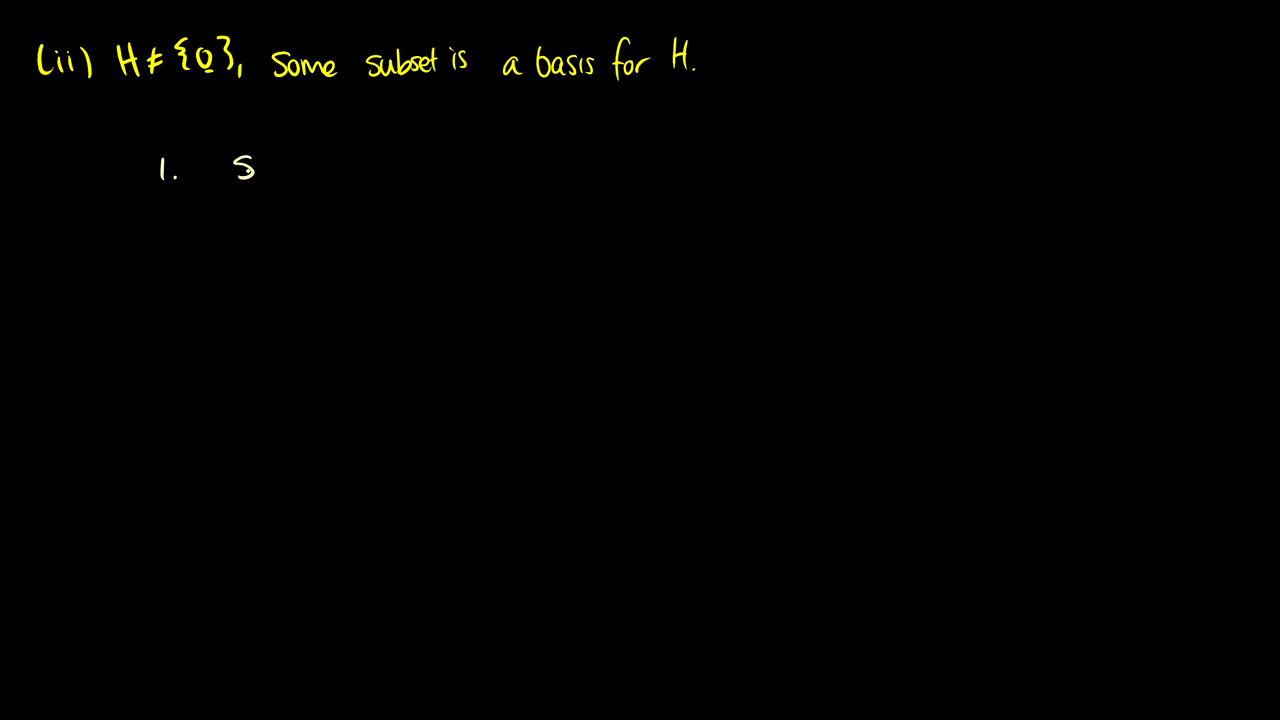 (ii) H ≠ {0}, Some subset is a basis for H.
1. S